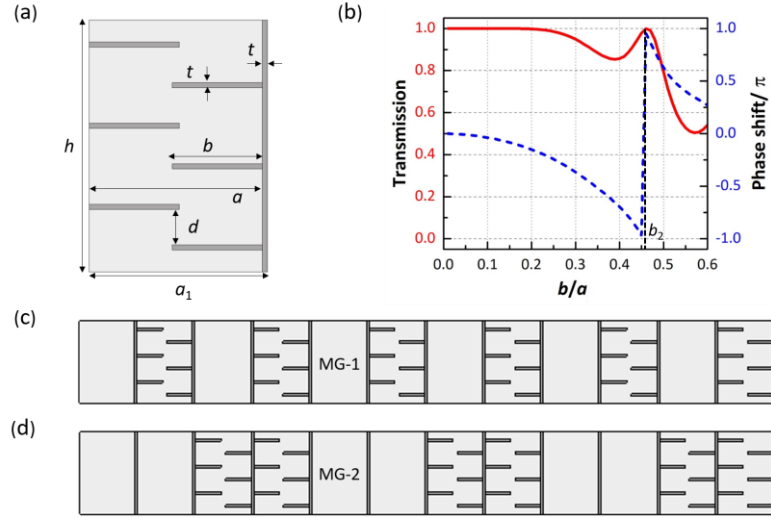 (a)
t
t
h
b
a
d
a₁
(b)
Transmission
1.0
0.8
0.6
0.4
0.2
0.0
b₂
1.0
0.5
0.0
-0.5
-1.0
Phase shift/ π
0.0 0.1 0.2 0.3 0.4 0.5 0.6
b/a
(c)
MG-1
(d)
MG-2